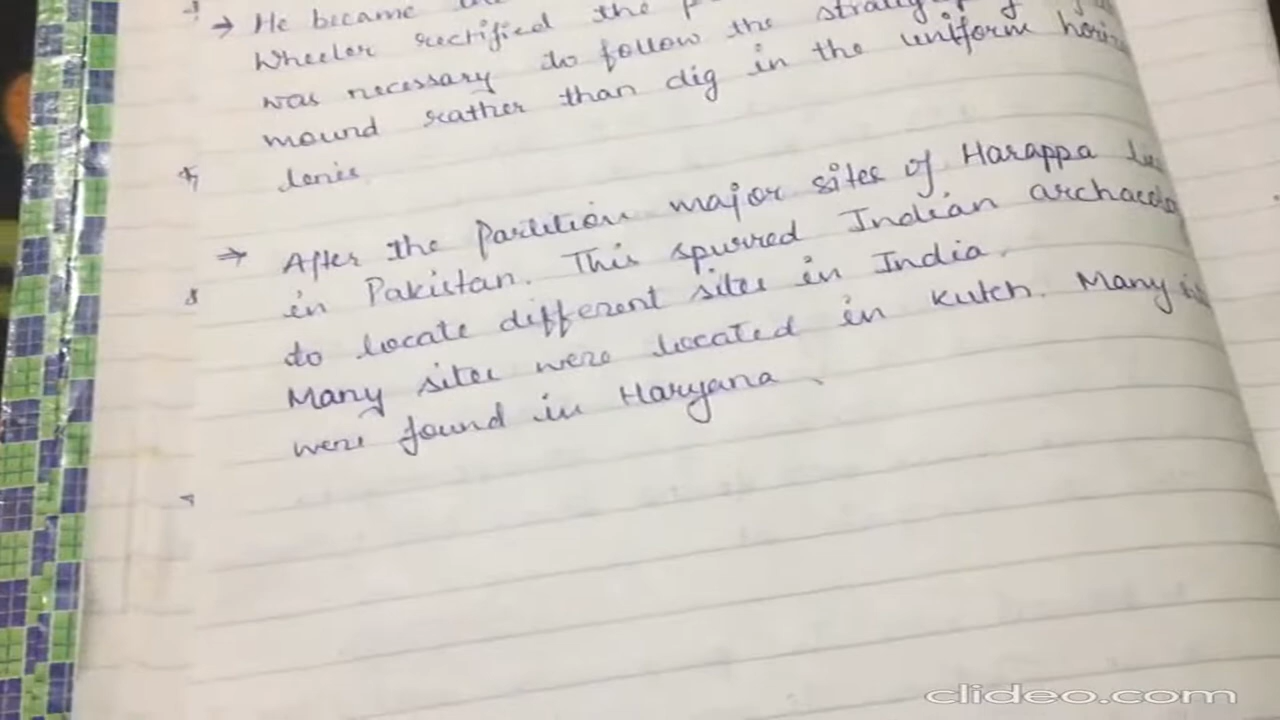 → He became the
Wheeler rectified the
was necessary to follow the
mound rather than dig in the uniform
lories
⇒ After the Partition major sites of Harappa
in Pakistan. This spurred Indian
to locate different sites in India.
Many sites were located in Kutch. Many
were found in Haryana.
clideo.com